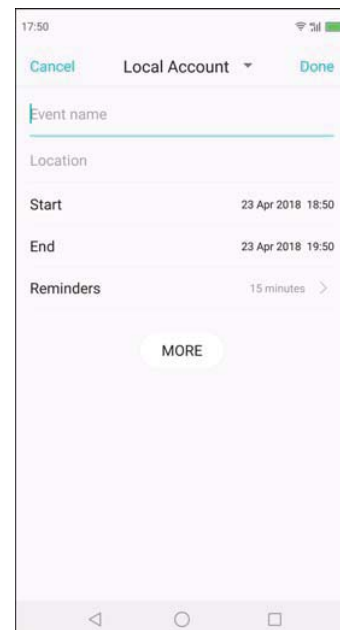 17:50
Cancel Local Account Done
Event name
Location
Start 23 Apr 2018 18:50
End 23 Apr 2018 19:50
Reminders 15 minutes
MORE